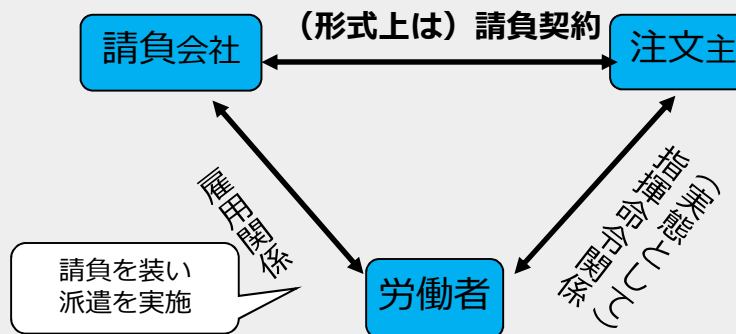 （形式上は）請負契約
請負会社
注文主
雇用関係
（実態として）
指揮命令関係
請負を装い
派遣を実施
労働者